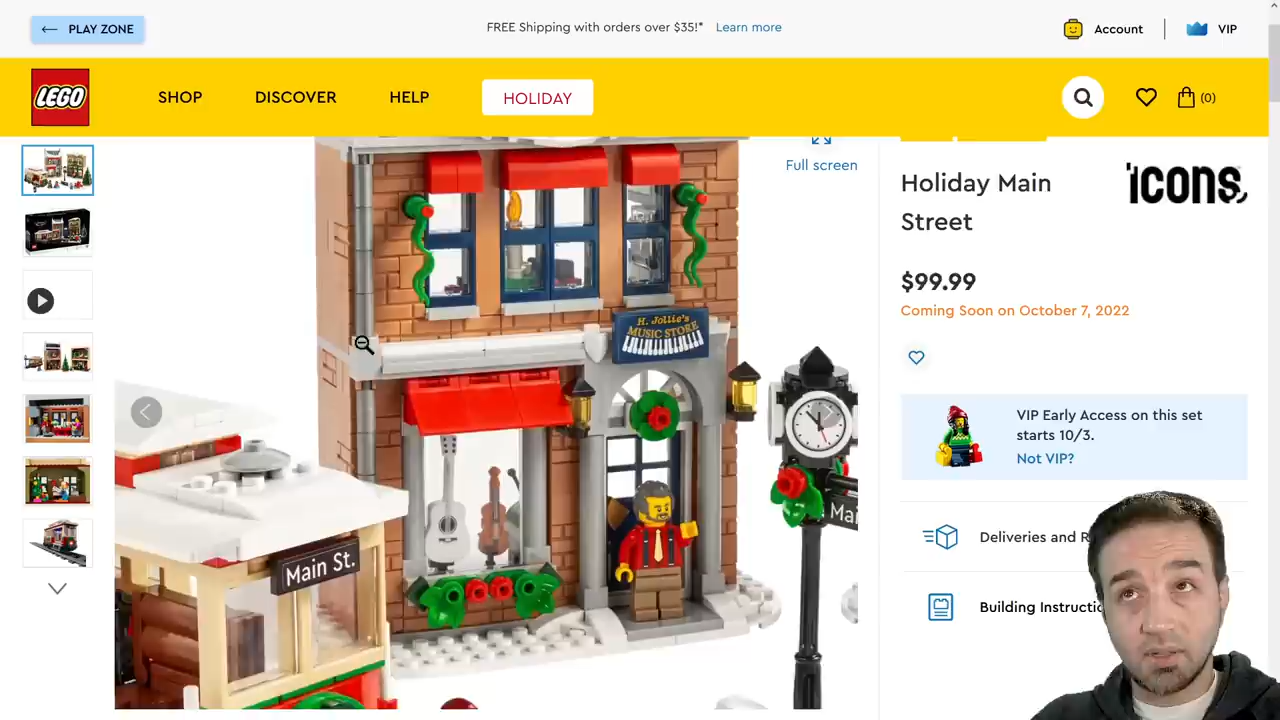 PLAY ZONE
FREE Shipping with orders over $35!* Learn more
Account
VIP
LEGO
SHOP
DISCOVER
HELP
HOLIDAY
(0)
Full screen
Holiday Main
Street
icons
$99.99
Coming Soon on October 7, 2022
VIP Early Access on this set
starts 10/3.
Not VIP?
Deliveries and R
Building Instructi
H. Jollie's
MUSIC STORE
Mai
Main St.